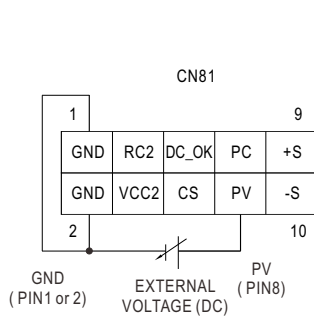 CN81
1 9
GND RC2 DC_OK PC +S
GND VCC2 CS PV -S
2 10
GND
( PIN1 or 2)
EXTERNAL
VOLTAGE (DC)
PV
( PIN8)